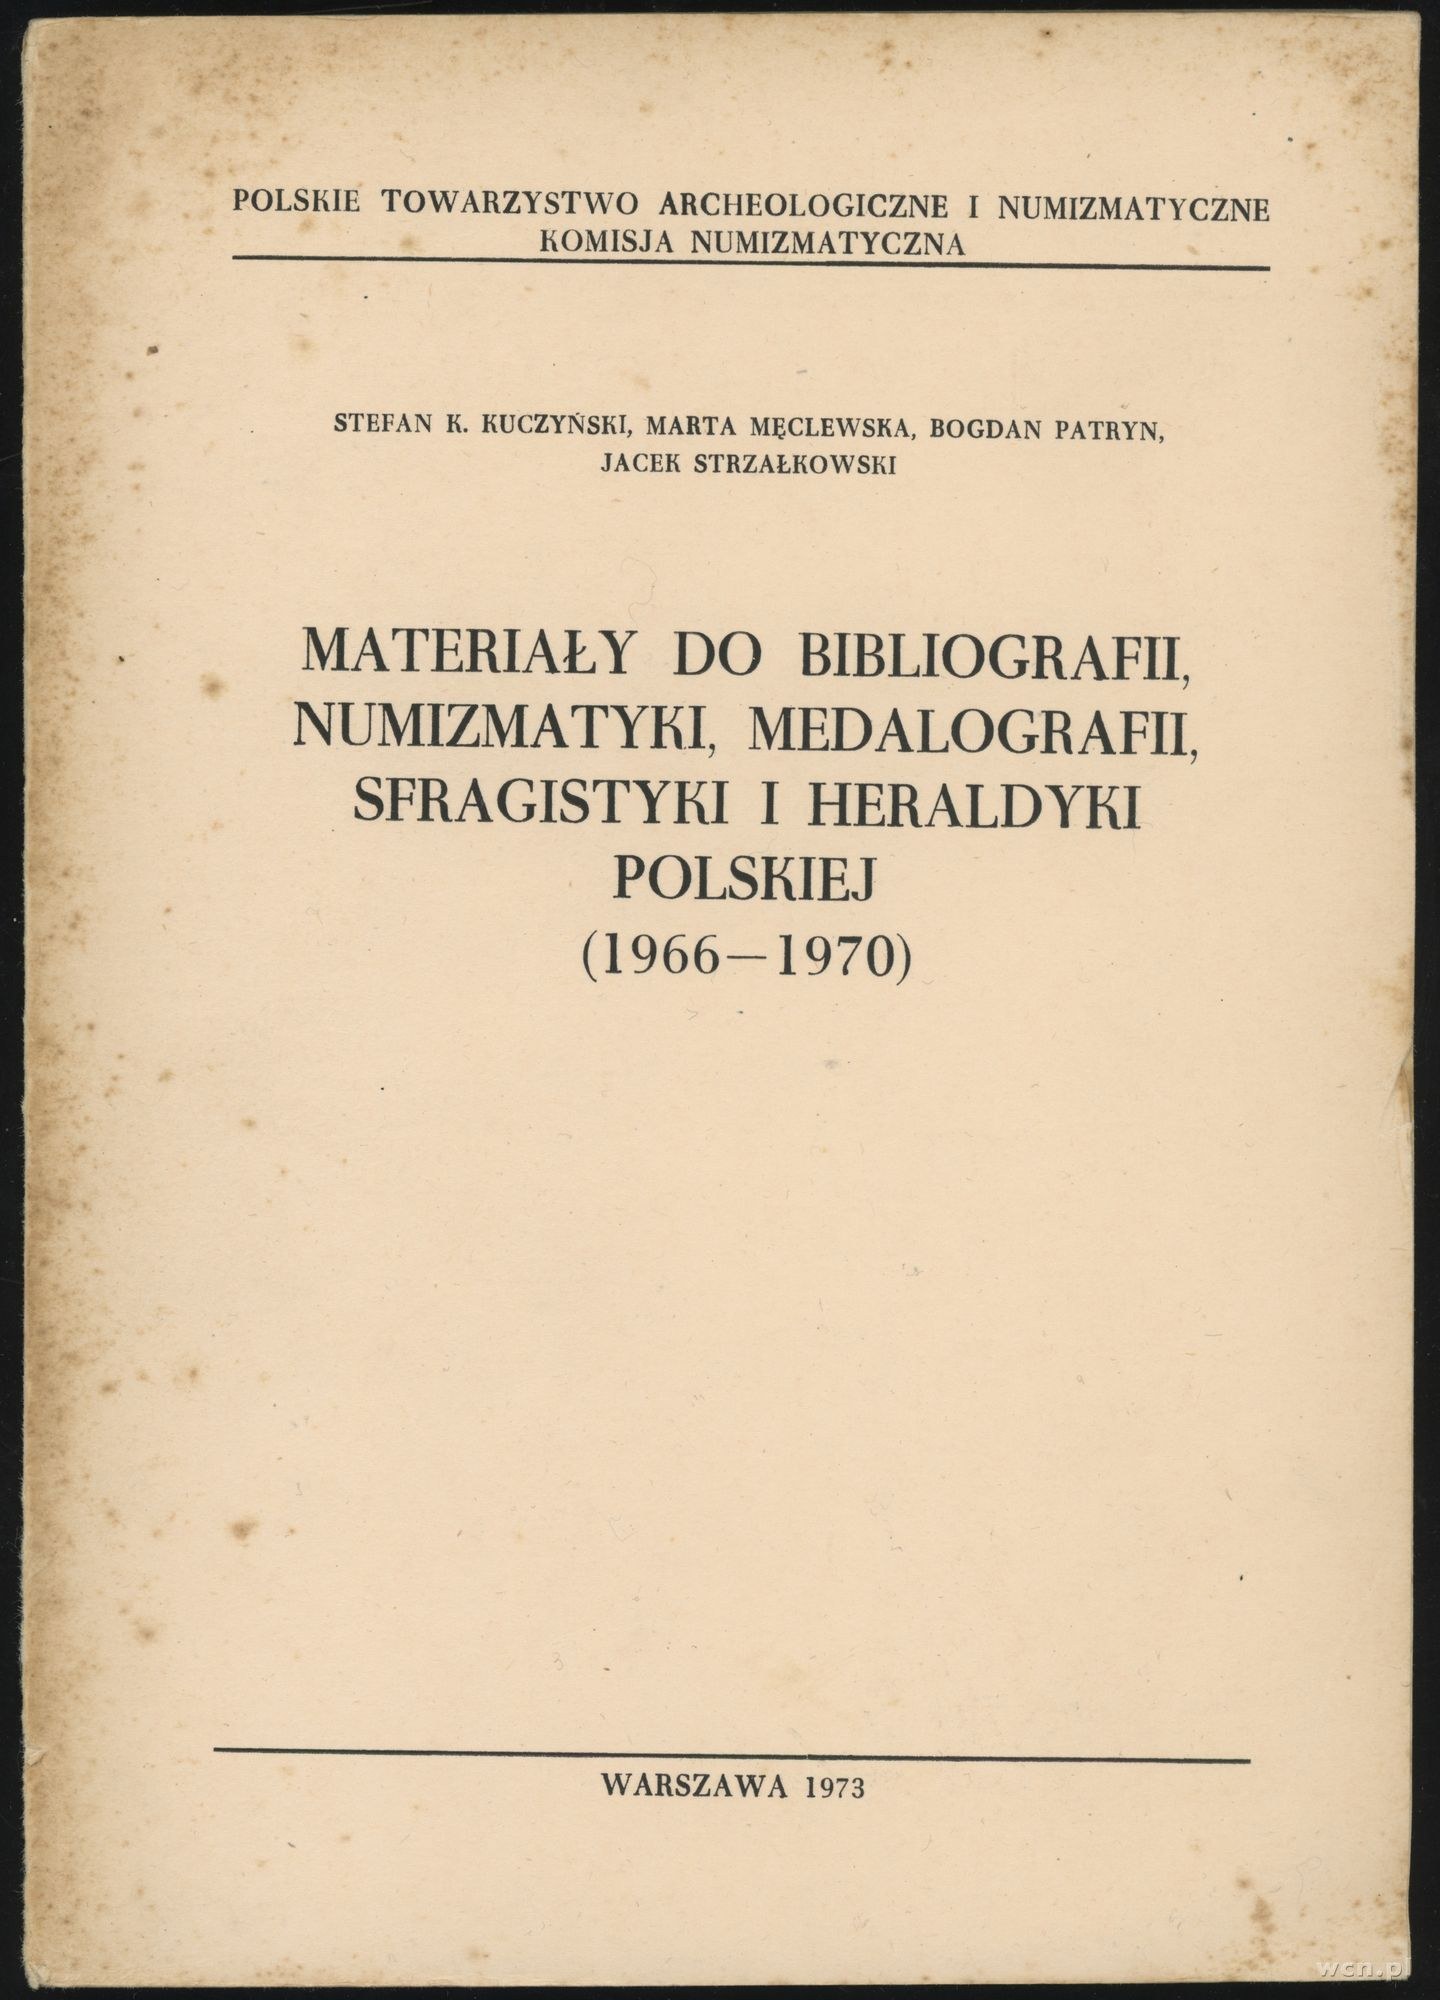 POLSKIE TOWARZYSTWO ARCHEOLOGICZNE I NUMIZMATYCZNE
KOMISJA NUMIZMATYCZNA
STEFAN K. KUCZYŃSKI, MARTA MĘCLEWSKA, BOGDAN PATRYN,
JACEK STRZAŁKOWSKI
MATERIAŁY DO BIBLIOGRAFII,
NUMIZMATYKI, MEDALOGRAFII,
SFRAGISTYKI I HERALDYKI
POLSKIEJ
(1966—1970)
WARSZAWA 1973
wcn.pl